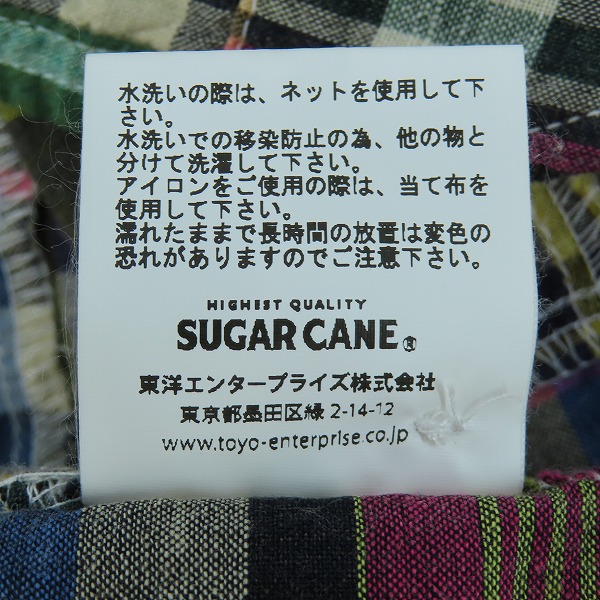 水洗いの際は、ネットを使用して下
さい。
水洗いでの移染防止の為、他の物と
分けて洗濯して下さい。
アイロンをご使用の際は、当て布を
使用して下さい。
濡れたままで長時間の放置は変色の
恐れがありますのでご注意下さい。
HIGHEST QUALITY
SUGAR CANE®
東洋エンタープライズ株式会社
東京都墨田区緑 2-14-12
www.toyo-enterprise.co.jp